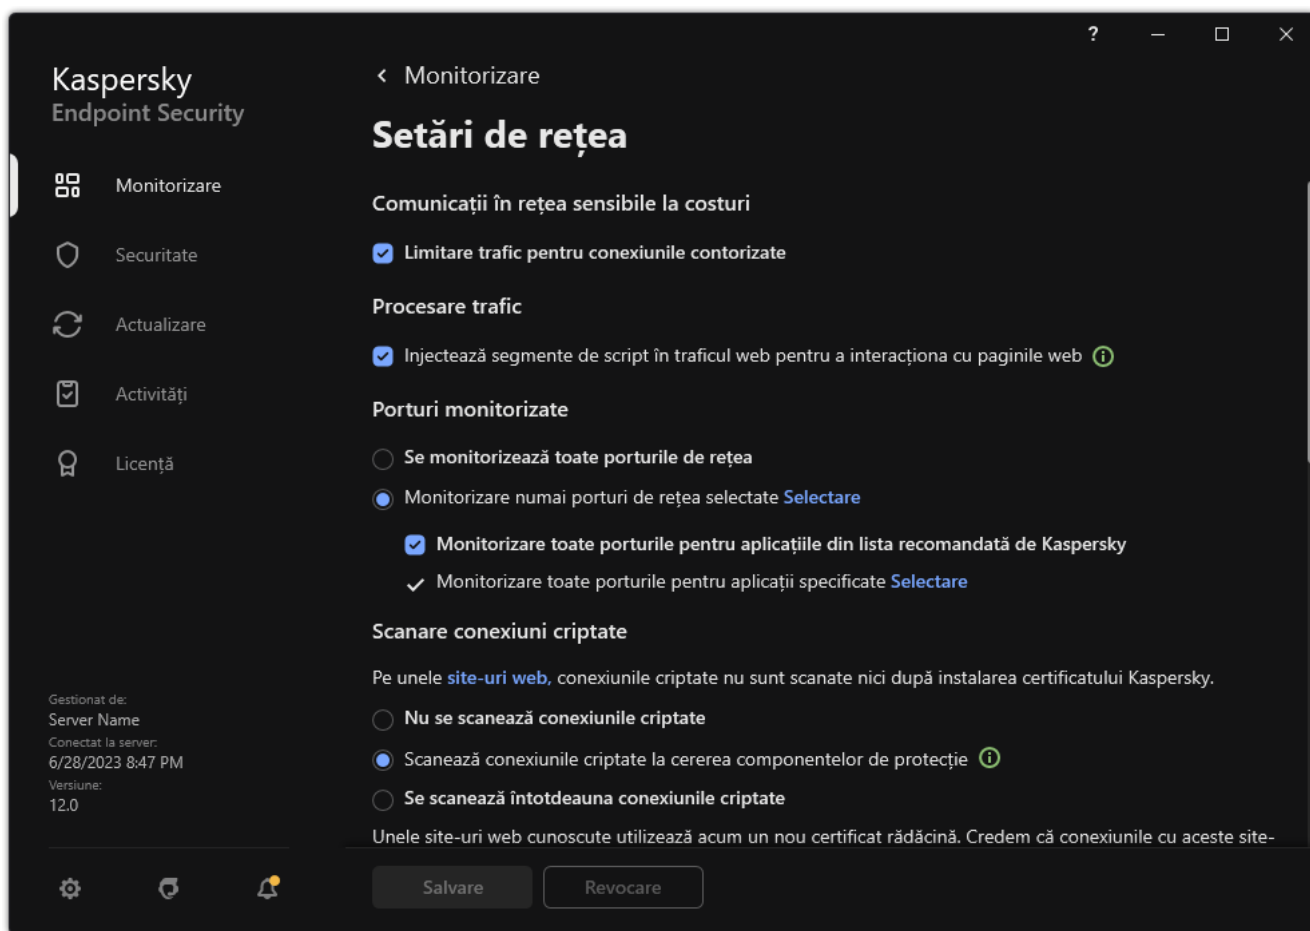 ?
Kaspersky
Endpoint Security
Monitorizare
Securitate
Actualizare
Activități
Licență
Gestionat de:
Server Name
Conectat la server:
6/28/2023 8:47 PM
Versiune:
12.0
Monitorizare
Setări de rețea
Comunicații în rețea sensibile la costuri
Limitare trafic pentru conexiunile contorizate
Procesare trafic
Injectează segmente de script în traficul web pentru a interacționa cu paginile web
Porturi monitorizate
Se monitorizează toate porturile de rețea
Monitorizare numai porturi de rețea selectate Selectare
Monitorizare toate porturile pentru aplicațiile din lista recomandată de Kaspersky
Monitorizare toate porturile pentru aplicații specificate Selectare
Scanare conexiuni criptate
Pe unele site-uri web, conexiunile criptate nu sunt scanate nici după instalarea certificatului Kaspersky.
Nu se scanează conexiunile criptate
Scanează conexiunile criptate la cererea componentelor de protecție
Se scanează întotdeauna conexiunile criptate
Unele site-uri web cunoscute utilizează acum un nou certificat rădăcină. Credem că conexiunile cu aceste site-
Salvare
Revocare